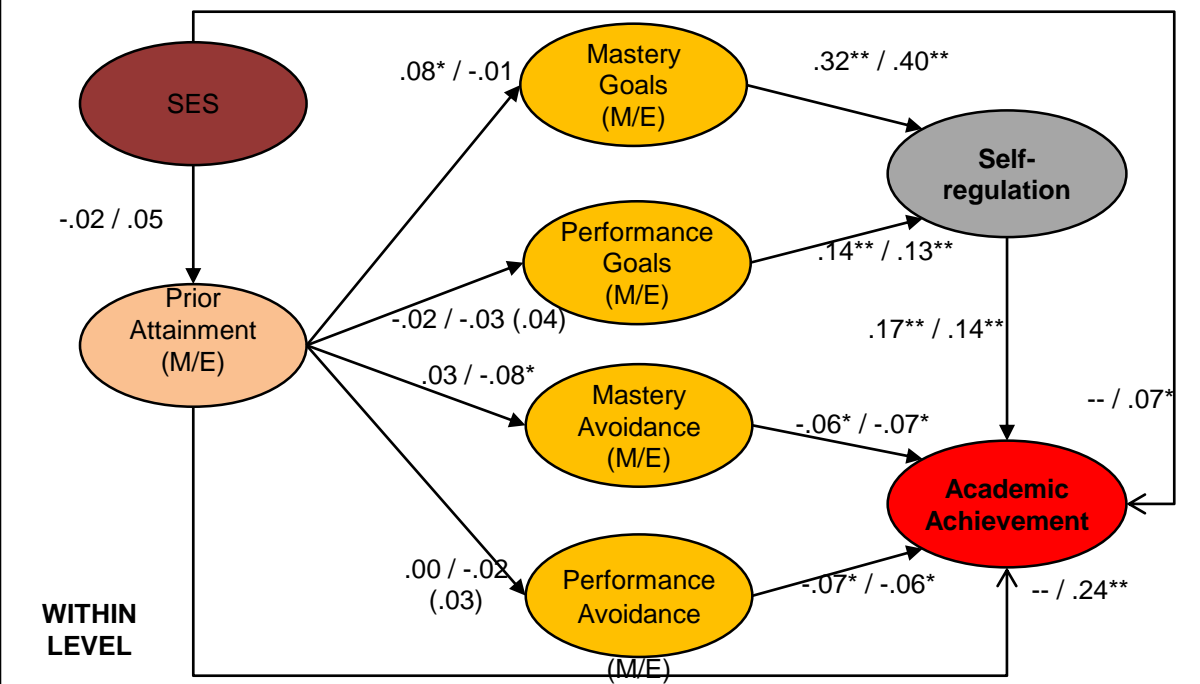 SES
-.02 / .05
Prior
Attainment
(M/E)
.08* / -.01
-.02 / -.03 (.04)
.03 / -.08*
.00 / -.02
(.03)
Mastery
Goals
(M/E)
Performance
Goals
(M/E)
Mastery
Avoidance
(M/E)
Performance
Avoidance
(M/E)
.32** / .40**
.14** / .13**
-.06* / -.07*
-.07* / -.06*
Self-
regulation
.17** / .14**
-- / .07*
Academic
Achievement
-- / .24**
WITHIN
LEVEL